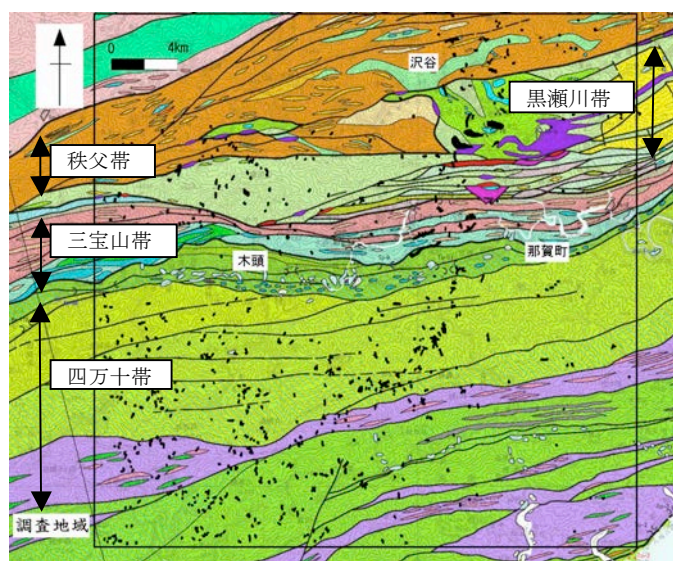 0 4km
沢谷
黒瀬川帯
秩父帯
三宝山帯
木頭
那賀町
四万十帯
調査地域